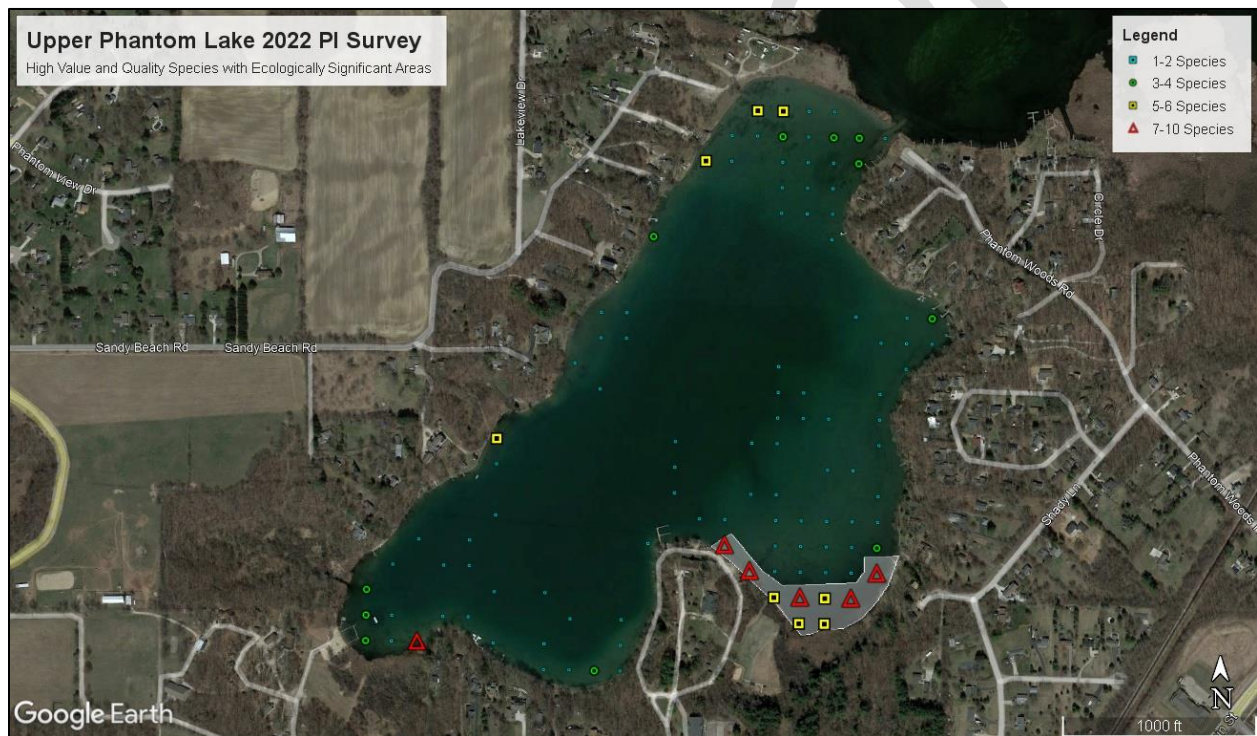 Upper Phantom Lake 2022 PI Survey
High Value and Quality Species with Ecologically Significant Areas
Legend
1-2 Species
3-4 Species
5-6 Species
7-10 Species
Lakeview Dr
Phantom View Dr
Circle Dr
Phantom Woods Rd
Sandy Beach Rd
Sandy Beach Rd
Phantom Woods
Shady Ln
N
Google Earth
1000 ft